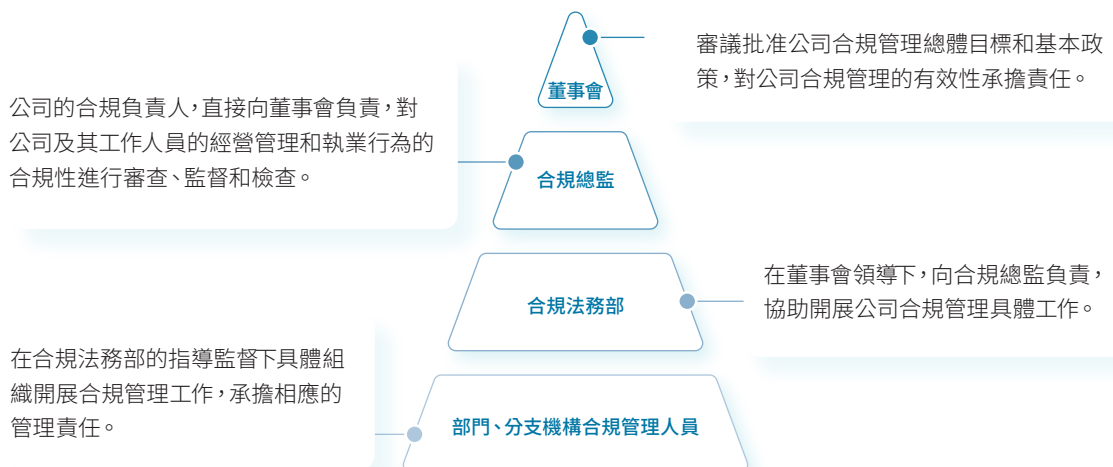 董事會
審議批准公司合規管理總體目標和基本政
策，對公司合規管理的有效性承擔責任。
公司的合規負責人，直接向董事會負責，對
公司及其工作人員的經營管理和執業行為的
合規性進行審查、監督和檢查。
合規總監
合規法務部
在董事會領導下，向合規總監負責，
協助開展公司合規管理具體工作。
在合規法務部的指導監督下具體組
織開展合規管理工作，承擔相應的
管理責任。
部門、分支機構合規管理人員